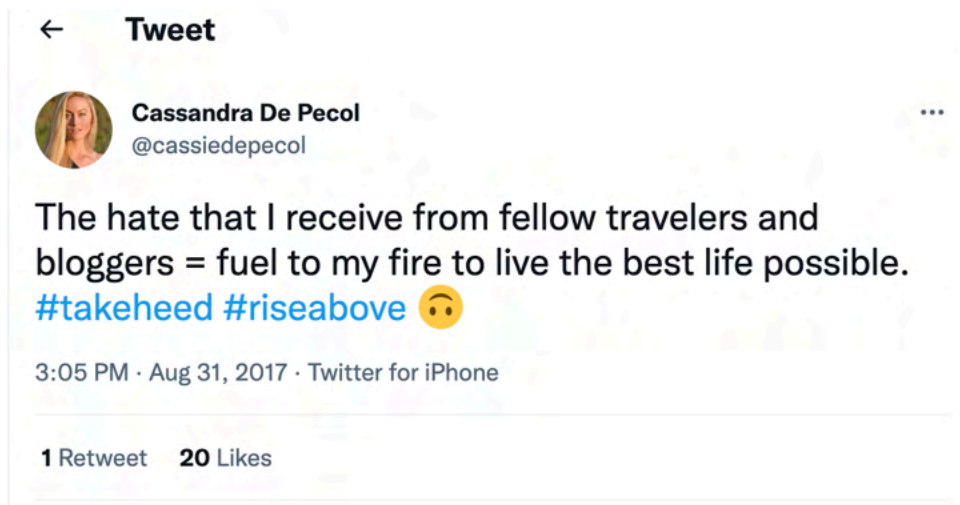 ← Tweet
Cassandra De Pecol
@cassiedepecol
The hate that I receive from fellow travelers and
bloggers = fuel to my fire to live the best life possible.
#takeheed #riseabove 🙃
3:05 PM · Aug 31, 2017 · Twitter for iPhone
1 Retweet 20 Likes